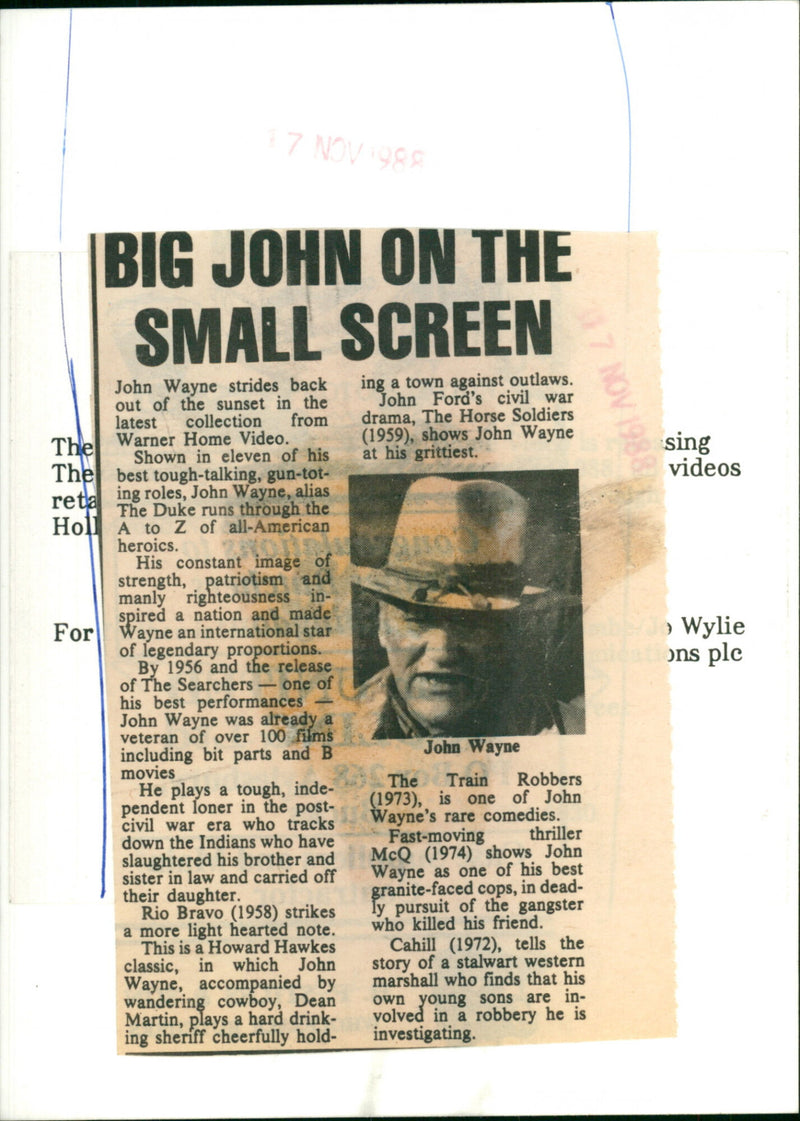 17 NOV 1988
BIG JOHN ON THE
SMALL SCREEN
John Wayne strides back
out of the sunset in the
latest collection from
Warner Home Video.
Shown in eleven of his
best tough-talking, gun-tot-
ing roles, John Wayne, alias
The Duke runs through the
A to Z of all-American
heroics.
His constant image of
strength, patriotism and
manly righteousness in-
spired a nation and made
Wayne an international star
of legendary proportions.
By 1956 and the release
of The Searchers — one of
his best performances —
John Wayne was already a
veteran of over 100 films
including bit parts and B
movies
He plays a tough, inde-
pendent loner in the post-
civil war era who tracks
down the Indians who have
slaughtered his brother and
sister in law and carried off
their daughter.
Rio Bravo (1958) strikes
a more light hearted note.
This is a Howard Hawkes
classic, in which John
Wayne, accompanied by
wandering cowboy, Dean
Martin, plays a hard drink-
ing sheriff cheerfully hold-
ing a town against outlaws.
John Ford's civil war
drama, The Horse Soldiers
(1959), shows John Wayne
at his grittiest.
John Wayne
The Train Robbers
(1973), is one of John
Wayne's rare comedies.
Fast-moving thriller
McQ (1974) shows John
Wayne as one of his best
granite-faced cops, in dead-
ly pursuit of the gangster
who killed his friend.
Cahill (1972), tells the
story of a stalwart western
marshall who finds that his
own young sons are in-
volved in a robbery he is
investigating.
17 NOV 1988
The
The
reta
Holl
For
sing
videos
Wylie
ons plc